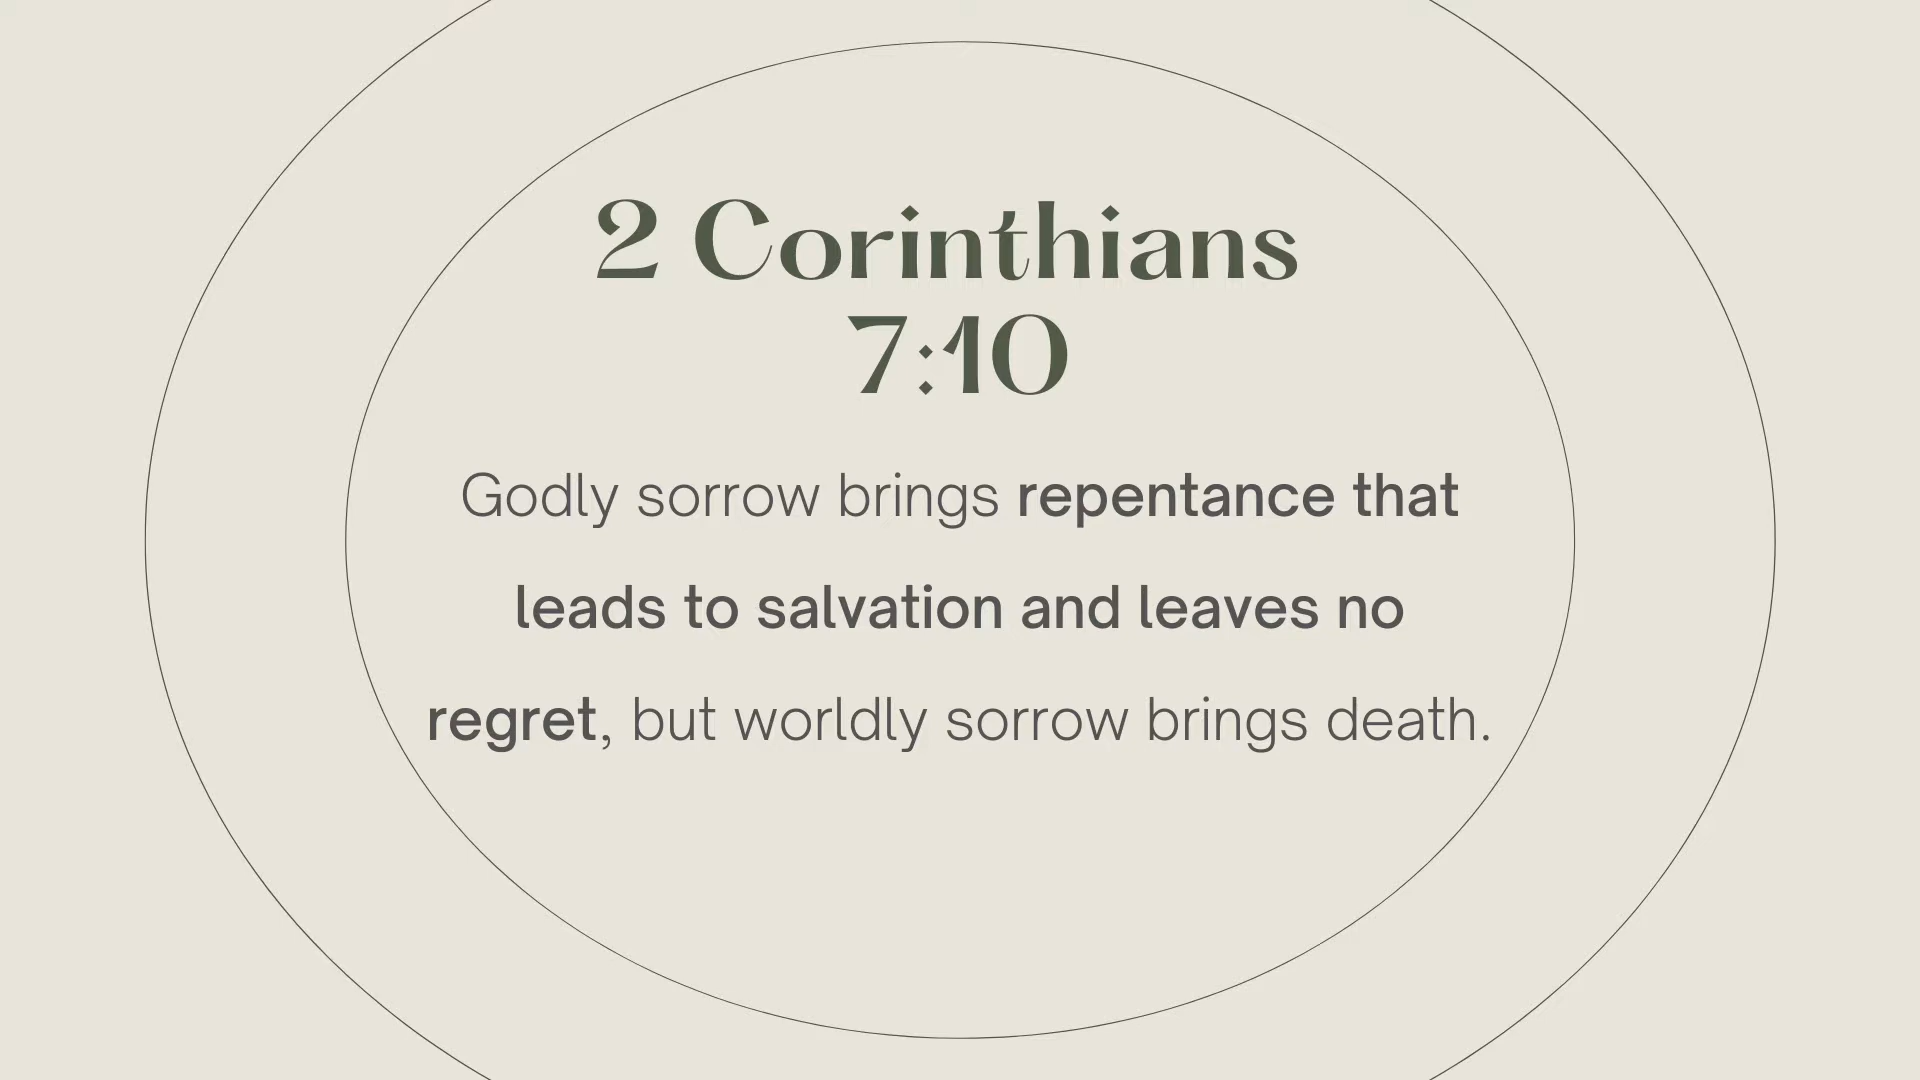 2 Corinthians
7:10
Godly sorrow brings repentance that
leads to salvation and leaves no
regret, but worldly sorrow brings death.